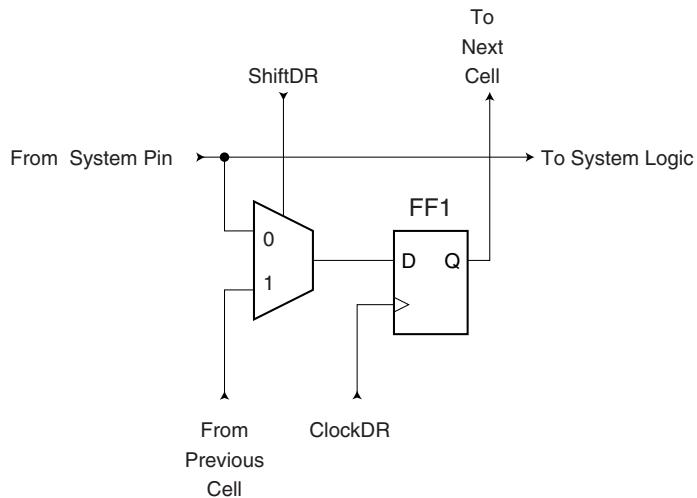 To
Next
Cell
ShiftDR
From System Pin
To System Logic
FF1
0
D Q
1
From
Previous
Cell
ClockDR